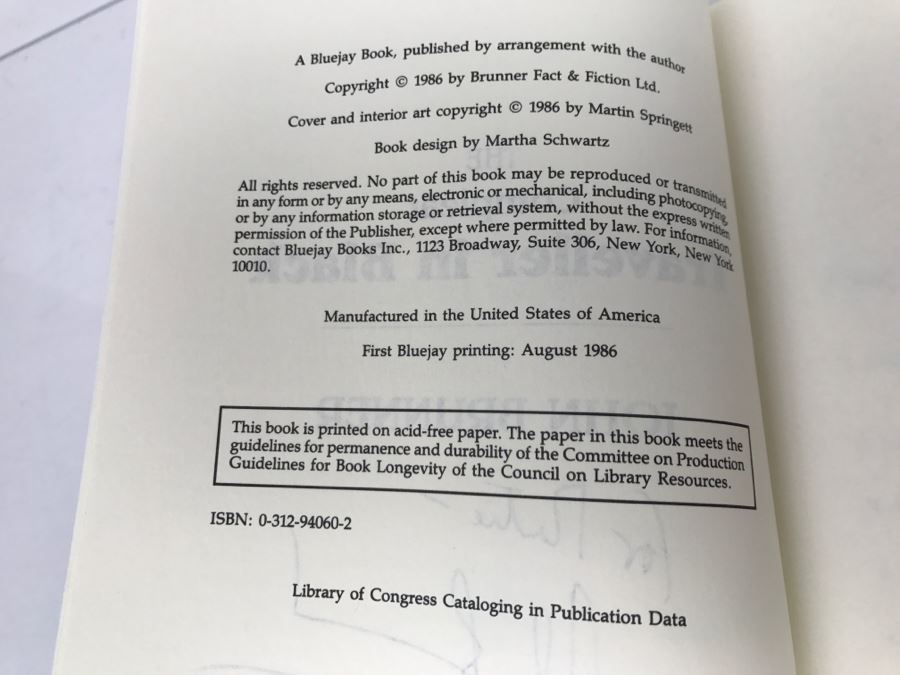 A Bluejay Book, published by arrangement with the author
Copyright © 1986 by Brunner Fact & Fiction Ltd.
Cover and interior art copyright © 1986 by Martin Springett
Book design by Martha Schwartz
All rights reserved. No part of this book may be reproduced or transmitted
in any form or by any means, electronic or mechanical, including photocopying,
or by any information storage or retrieval system, without the express written
permission of the Publisher, except where permitted by law. For information,
contact Bluejay Books Inc., 1123 Broadway, Suite 306, New York, New York
10010.
Manufactured in the United States of America
First Bluejay printing: August 1986
This book is printed on acid-free paper. The paper in this book meets the
guidelines for permanence and durability of the Committee on Production
Guidelines for Book Longevity of the Council on Library Resources.
ISBN: 0-312-94060-2
Library of Congress Cataloging in Publication Data